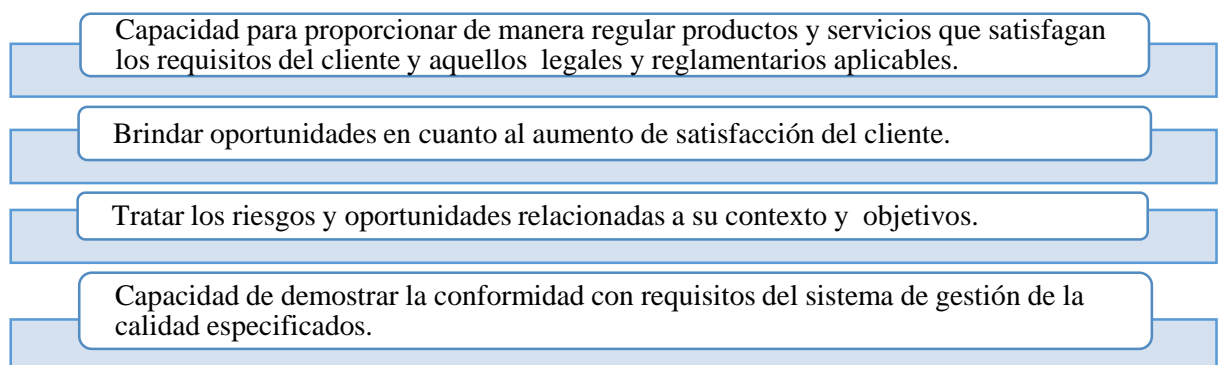 Capacidad para proporcionar de manera regular productos y servicios que satisfagan
los requisitos del cliente y aquellos legales y reglamentarios aplicables.
Brindar oportunidades en cuanto al aumento de satisfacción del cliente.
Tratar los riesgos y oportunidades relacionadas a su contexto y objetivos.
Capacidad de demostrar la conformidad con requisitos del sistema de gestión de la
calidad especificados.